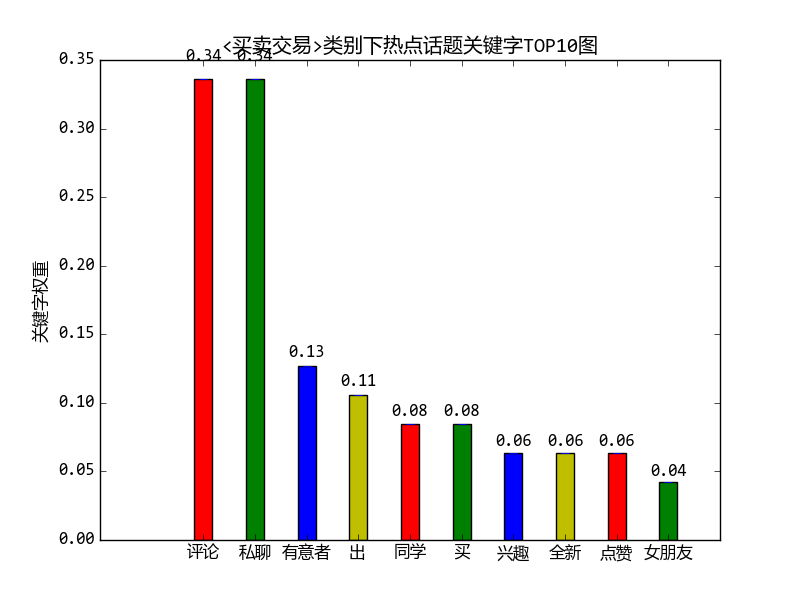 <买卖交易>类别下热点话题关键字TOP10图
关键字权重
0.35
0.30
0.25
0.20
0.15
0.10
0.05
0.00
0.34
0.34
0.13
0.11
0.08
0.08
0.06
0.06
0.06
0.04
评论
私聊
有意者
出
同学
买
兴趣
全新
点赞
女朋友